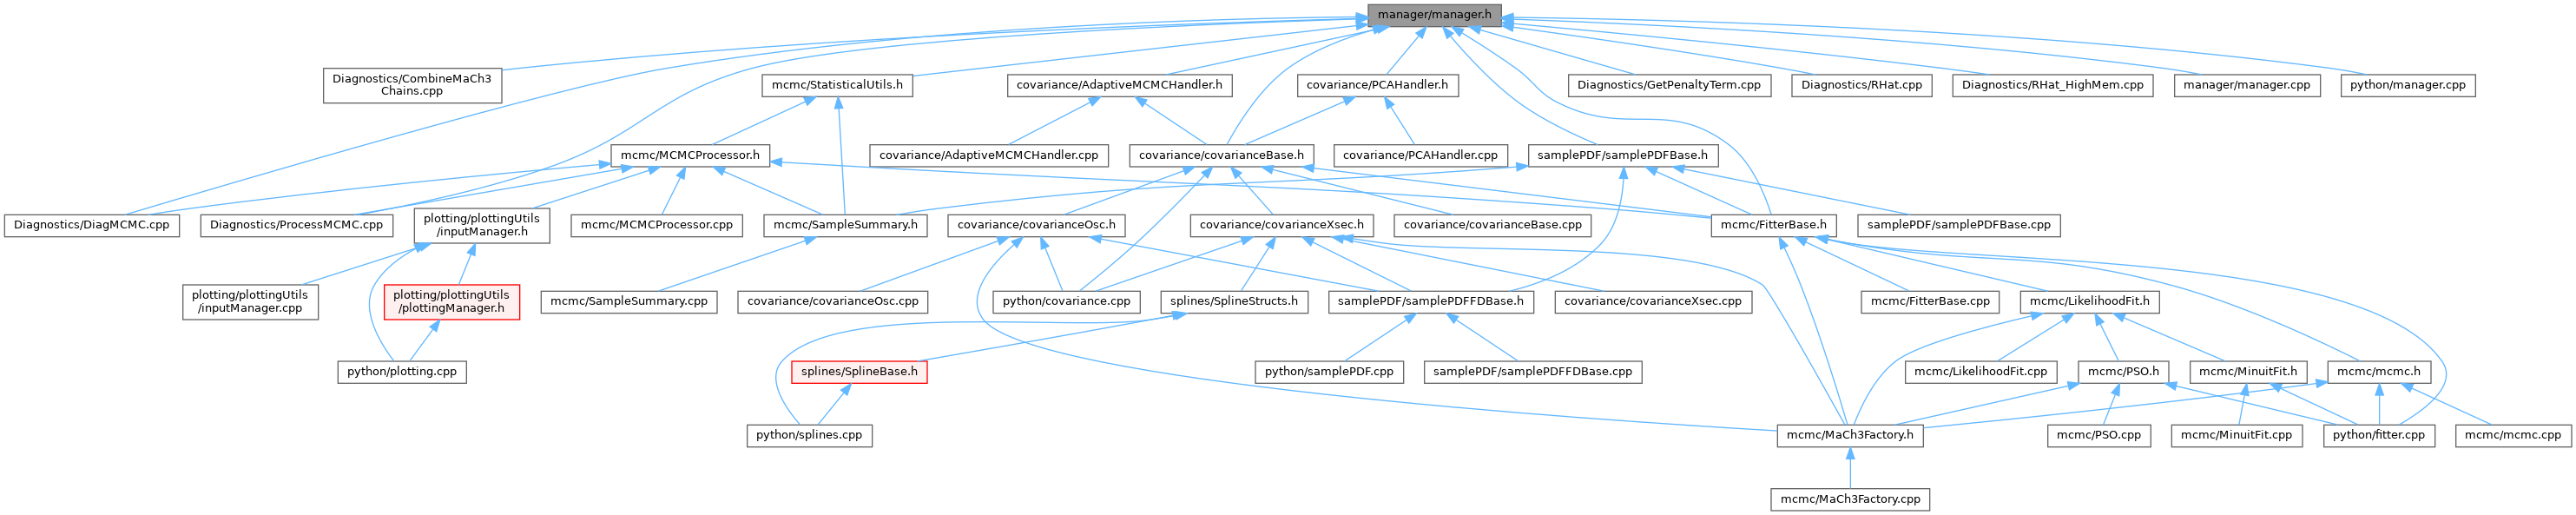 manager/manager.h
Diagnostics/CombineMaCh3
Chains.cpp
mcmc/StatisticalUtils.h
covariance/AdaptiveMCMCHandler.h
covariance/PCAHandler.h
Diagnostics/GetPenaltyTerm.cpp
Diagnostics/RHat.cpp
Diagnostics/RHat_HighMem.cpp
manager/manager.cpp
python/manager.cpp
mcmc/MCMCProcessor.h
covariance/AdaptiveMCMCHandler.cpp
covariance/covarianceBase.h
covariance/PCAHandler.cpp
samplePDF/samplePDFBase.h
Diagnostics/DiagMCMC.cpp
Diagnostics/ProcessMCMC.cpp
plotting/plottingUtils
/inputManager.h
mcmc/MCMCProcessor.cpp
mcmc/SampleSummary.h
covariance/covarianceOsc.h
covariance/covarianceXsec.h
covariance/covarianceBase.cpp
mcmc/FitterBase.h
samplePDF/samplePDFBase.cpp
plotting/plottingUtils
/inputManager.cpp
plotting/plottingUtils
/plottingManager.h
mcmc/SampleSummary.cpp
covariance/covarianceOsc.cpp
python/covariance.cpp
splines/SplineStructs.h
samplePDF/samplePDFFDBase.h
covariance/covarianceXsec.cpp
mcmc/FitterBase.cpp
mcmc/LikelihoodFit.h
python/plotting.cpp
splines/SplineBase.h
python/samplePDF.cpp
samplePDF/samplePDFFDBase.cpp
mcmc/LikelihoodFit.cpp
mcmc/PSO.h
mcmc/MinuitFit.h
mcmc/mcmc.h
python/splines.cpp
mcmc/MaCh3Factory.h
mcmc/PSO.cpp
mcmc/MinuitFit.cpp
python/fitter.cpp
mcmc/mcmc.cpp
mcmc/MaCh3Factory.cpp